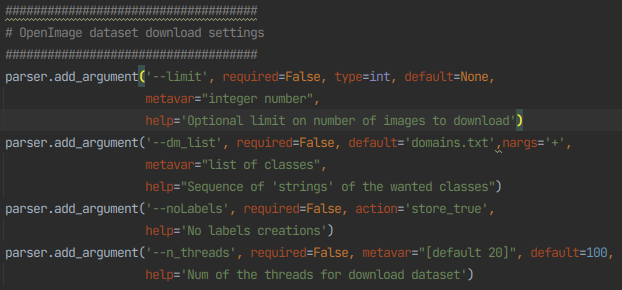 ####################################
# OpenImage dataset download settings
####################################
parser.add_argument('--limit', required=False, type=int, default=None,
                    metavar="integer number",
                    help='Optional limit on number of images to download')
parser.add_argument('--dm_list', required=False, default='domains.txt',nargs='+',
                    metavar="list of classes",
                    help="Sequence of 'strings' of the wanted classes")
parser.add_argument('--noLabels', required=False, action='store_true',
                    help='No labels creations')
parser.add_argument('--n_threads', required=False, metavar="[default 20]", default=100,
                    help='Num of the threads for download dataset')